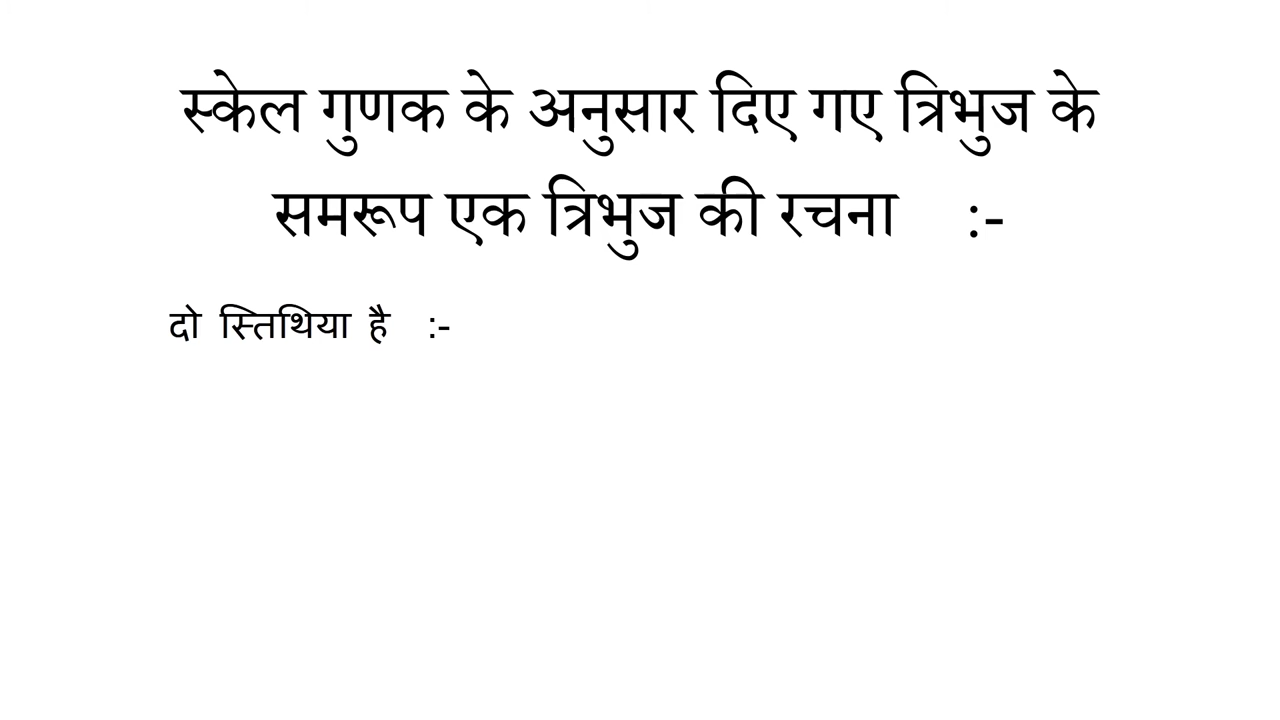 स्केल गुणक के अनुसार दिए गए त्रिभुज के
समरूप एक त्रिभुज की रचना :-
दो स्तिथिया है :-